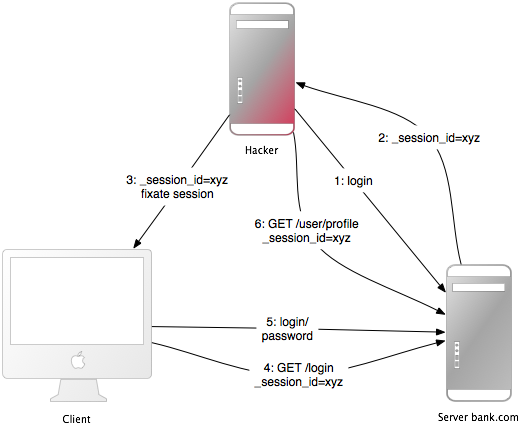 Hacker
2: _session_id=xyz
3: _session_id=xyz
fixate session
1: login
6: GET /user/profile
_session_id=xyz
5: login/
password
4: GET /login
_session_id=xyz
Client
Server bank.com